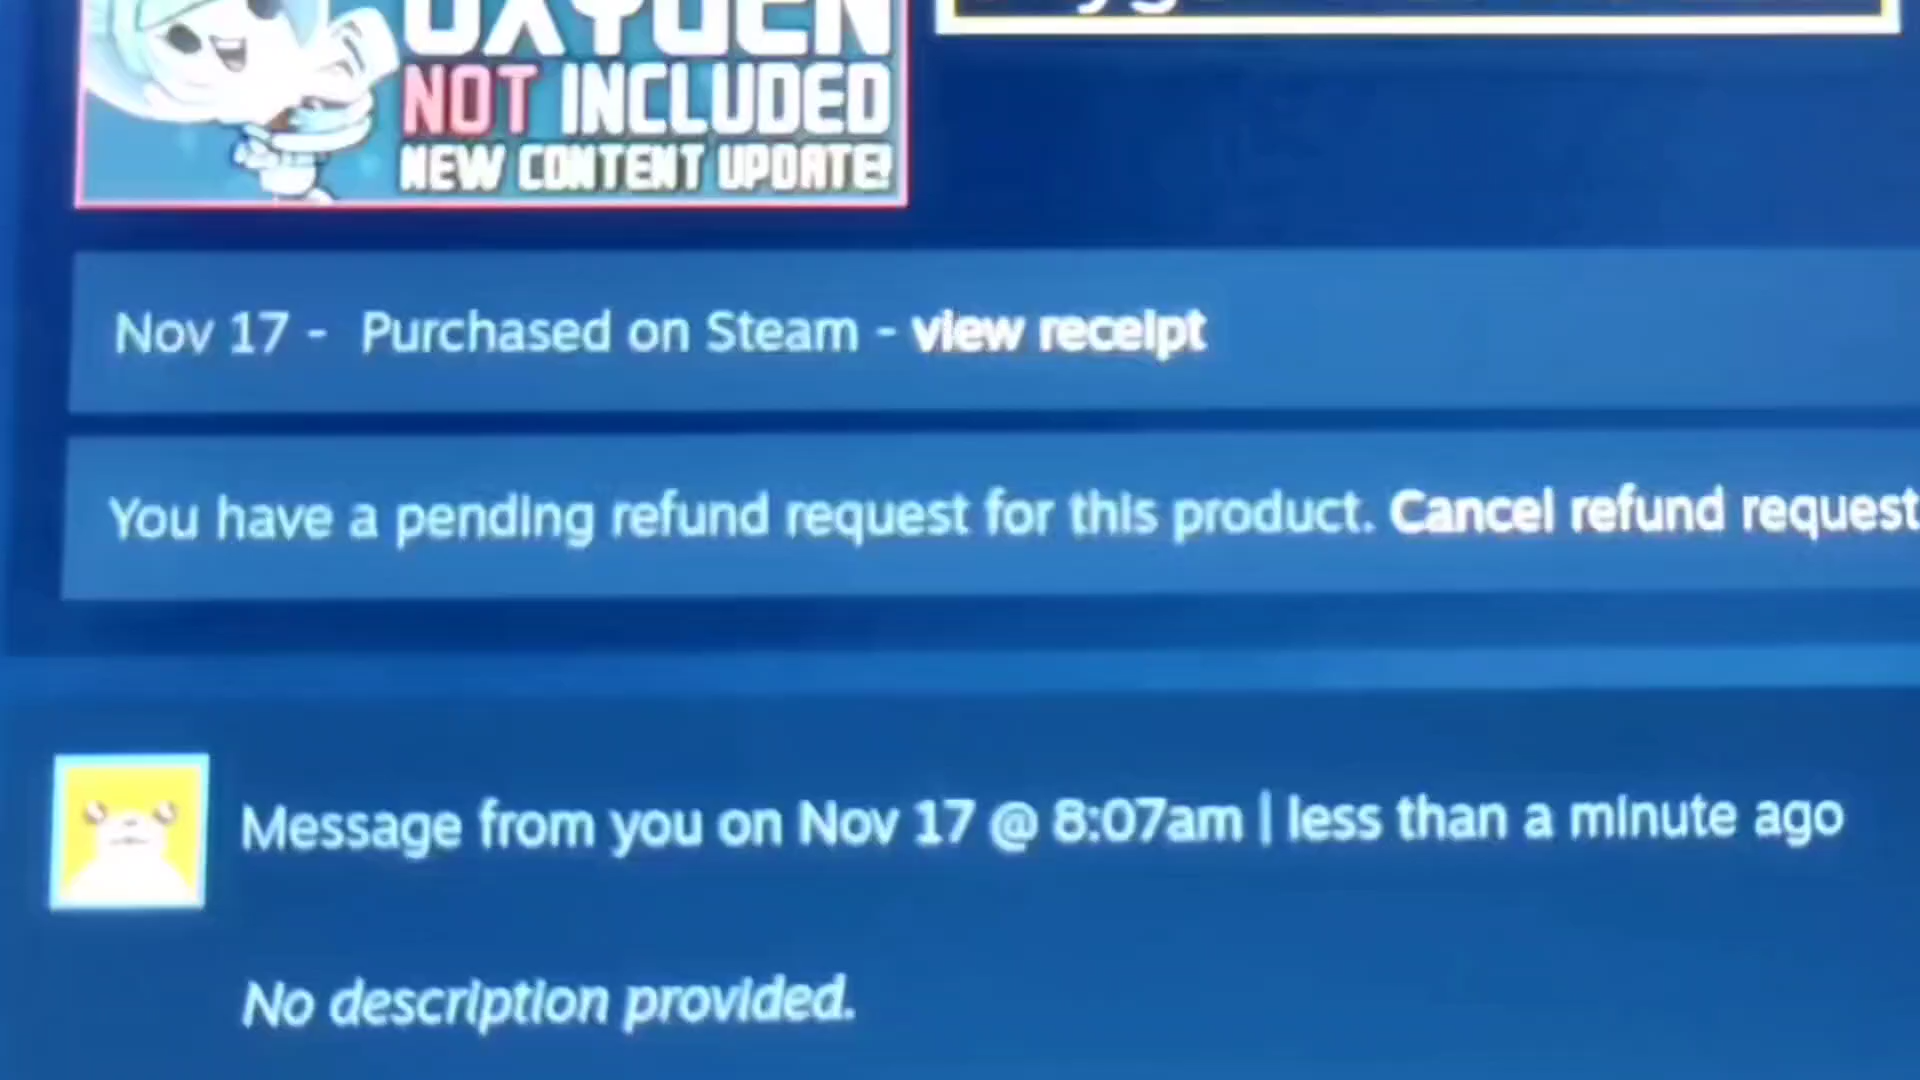 OXYGEN
NOT INCLUDED
NEW CONTENT UPDATE!
Nov 17 - Purchased on Steam - view receipt
You have a pending refund request for this product. Cancel refund request
Message from you on Nov 17 @ 8:07am | less than a minute ago
No description provided.